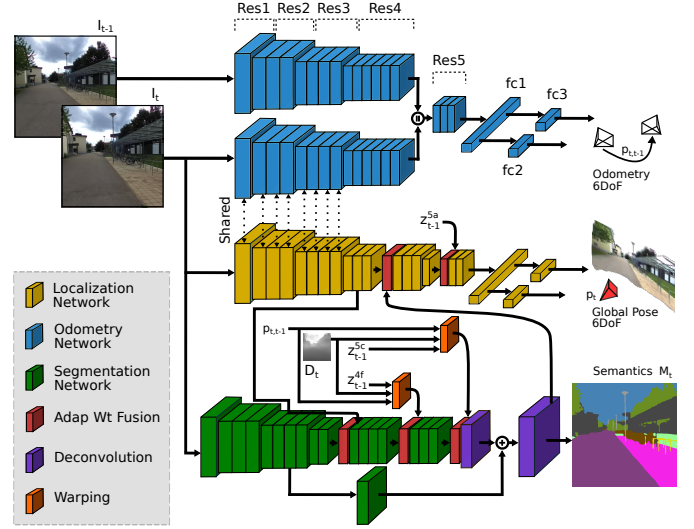 Res1 Res2 Res3 Res4
I_{t-1}
I_t
Res5
fc1
fc3
fc2
p_{t,t-1}
Odometry
6DoF
Shared
z^{5a}_{t-1}
p_t
Global Pose
6DoF
p_{t,t-1}
D_t
z^{5c}_{t-1}
z^{4f}_{t-1}
Semantics M_t
Localization
Network
Odometry
Network
Segmentation
Network
Adap Wt Fusion
Deconvolution
Warping